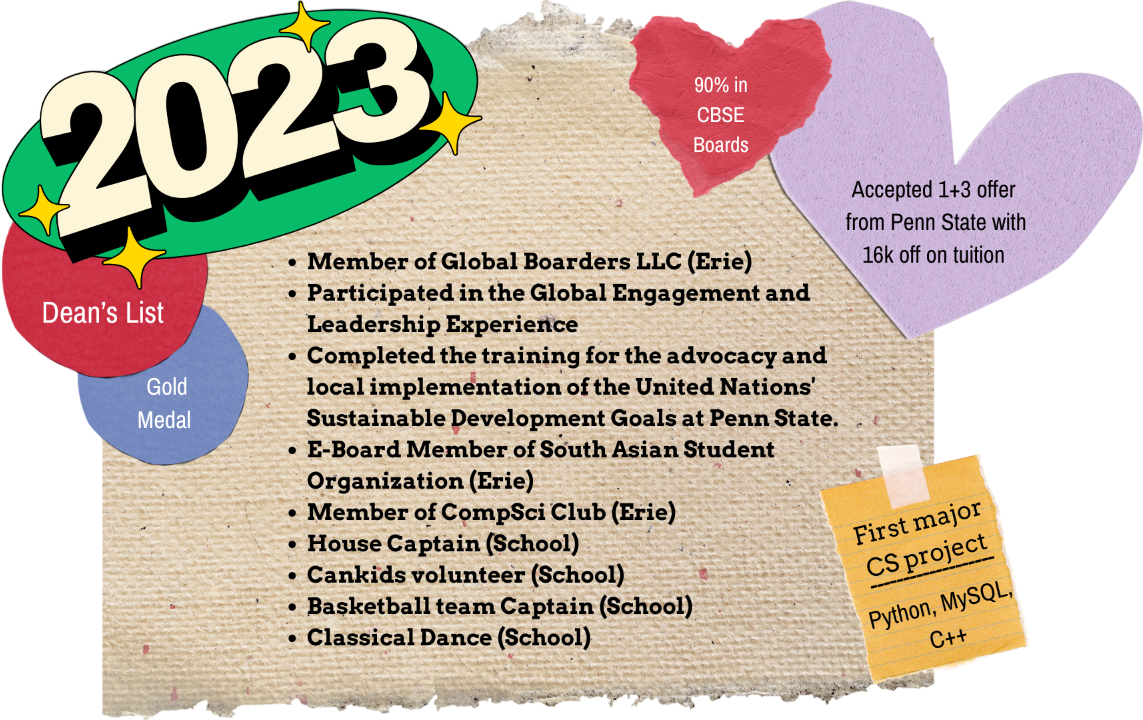 2023
90% in
CBSE
Boards
Accepted 1+3 offer
from Penn State with
16k off on tuition
Dean’s List
Gold
Medal
• Member of Global Boarders LLC (Erie)
• Participated in the Global Engagement and
Leadership Experience
• Completed the training for the advocacy and
local implementation of the United Nations'
Sustainable Development Goals at Penn State.
• E-Board Member of South Asian Student
Organization (Erie)
• Member of CompSci Club (Erie)
• House Captain (School)
• Cankids volunteer (School)
• Basketball team Captain (School)
• Classical Dance (School)
First major
CS project
Python, MySQL,
C++